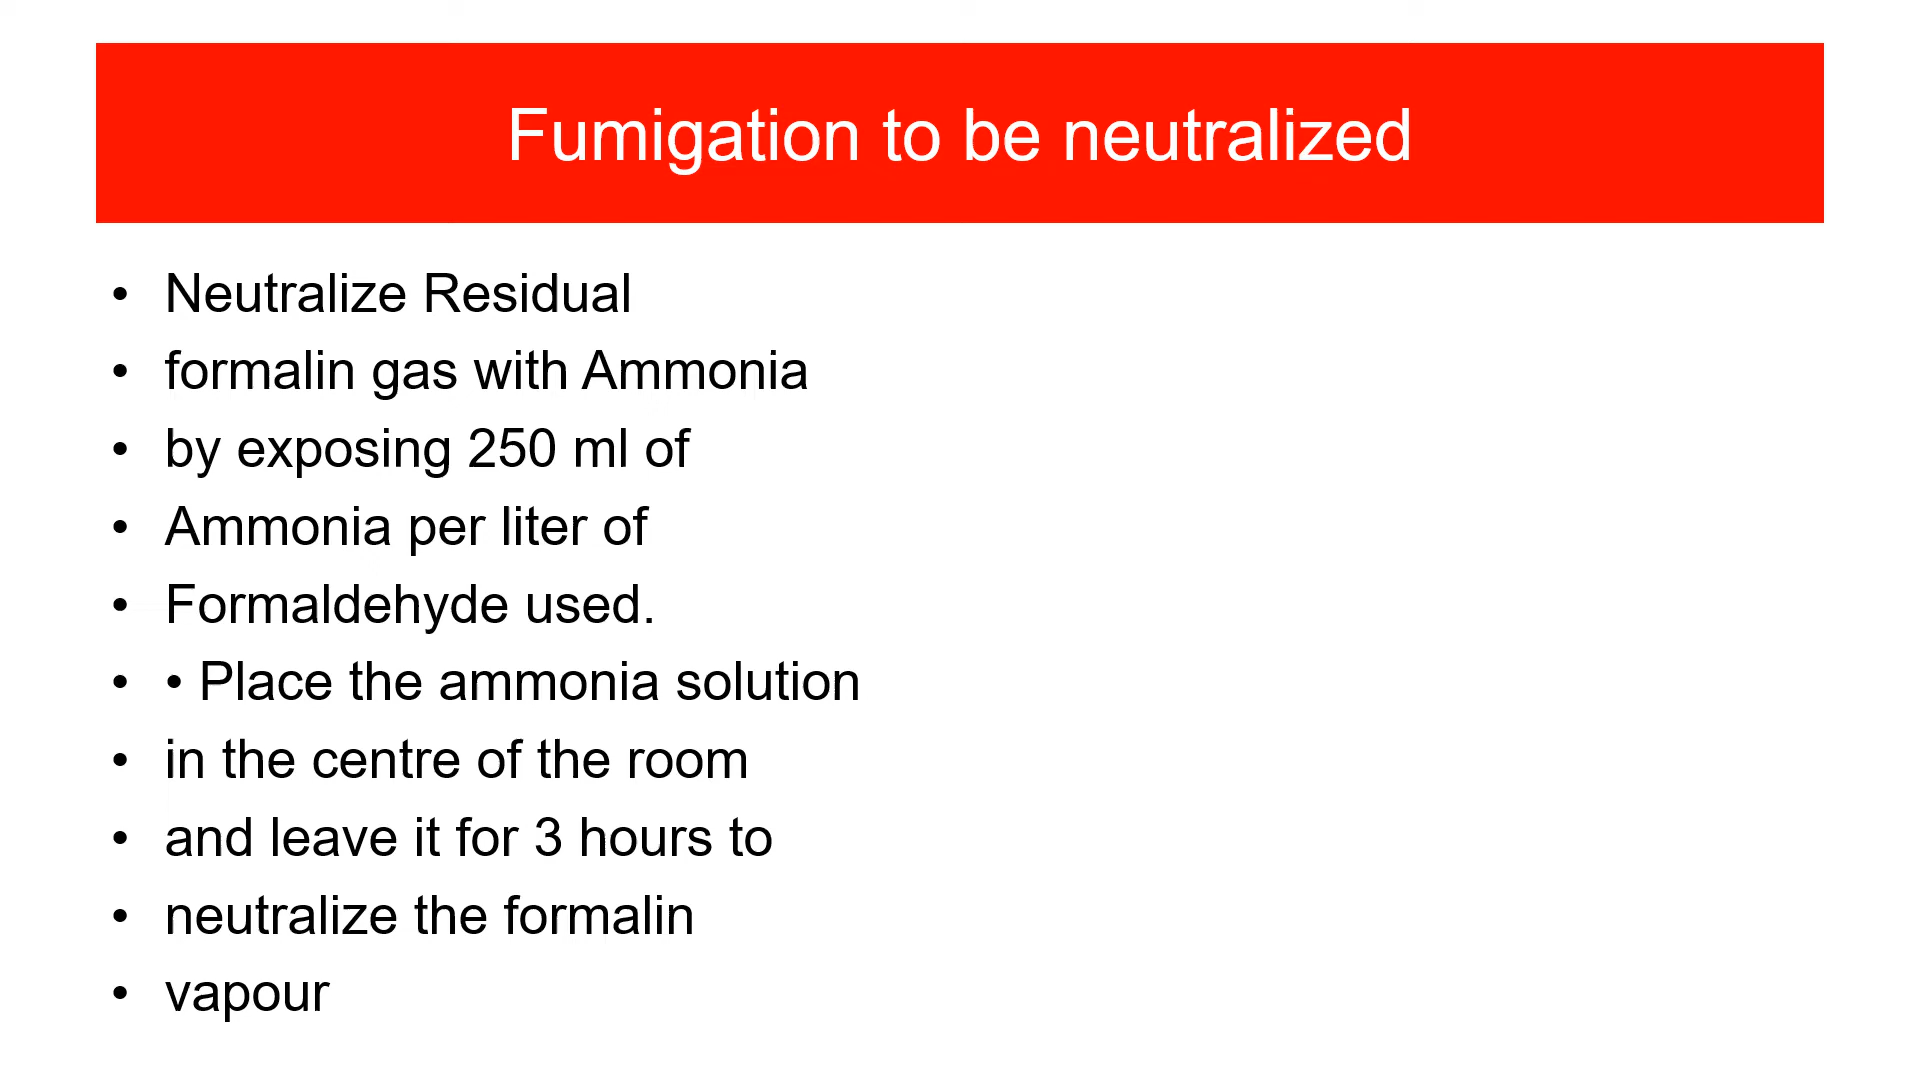 Fumigation to be neutralized
• Neutralize Residual
• formalin gas with Ammonia
• by exposing 250 ml of
• Ammonia per liter of
• Formaldehyde used.
• • Place the ammonia solution
• in the centre of the room
• and leave it for 3 hours to
• neutralize the formalin
• vapour